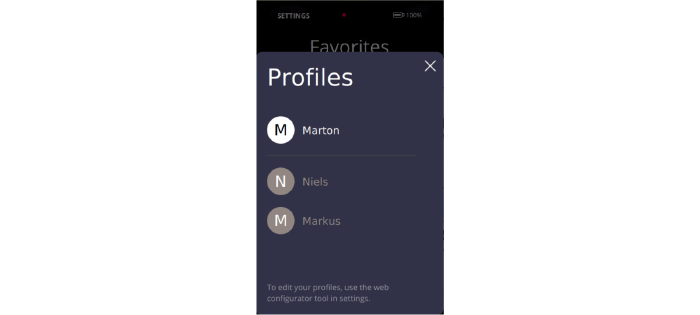 SETTINGS
100%
Favorites
Profiles
M Marton
N Niels
M Markus
To edit your profiles, use the web
configurator tool in settings.